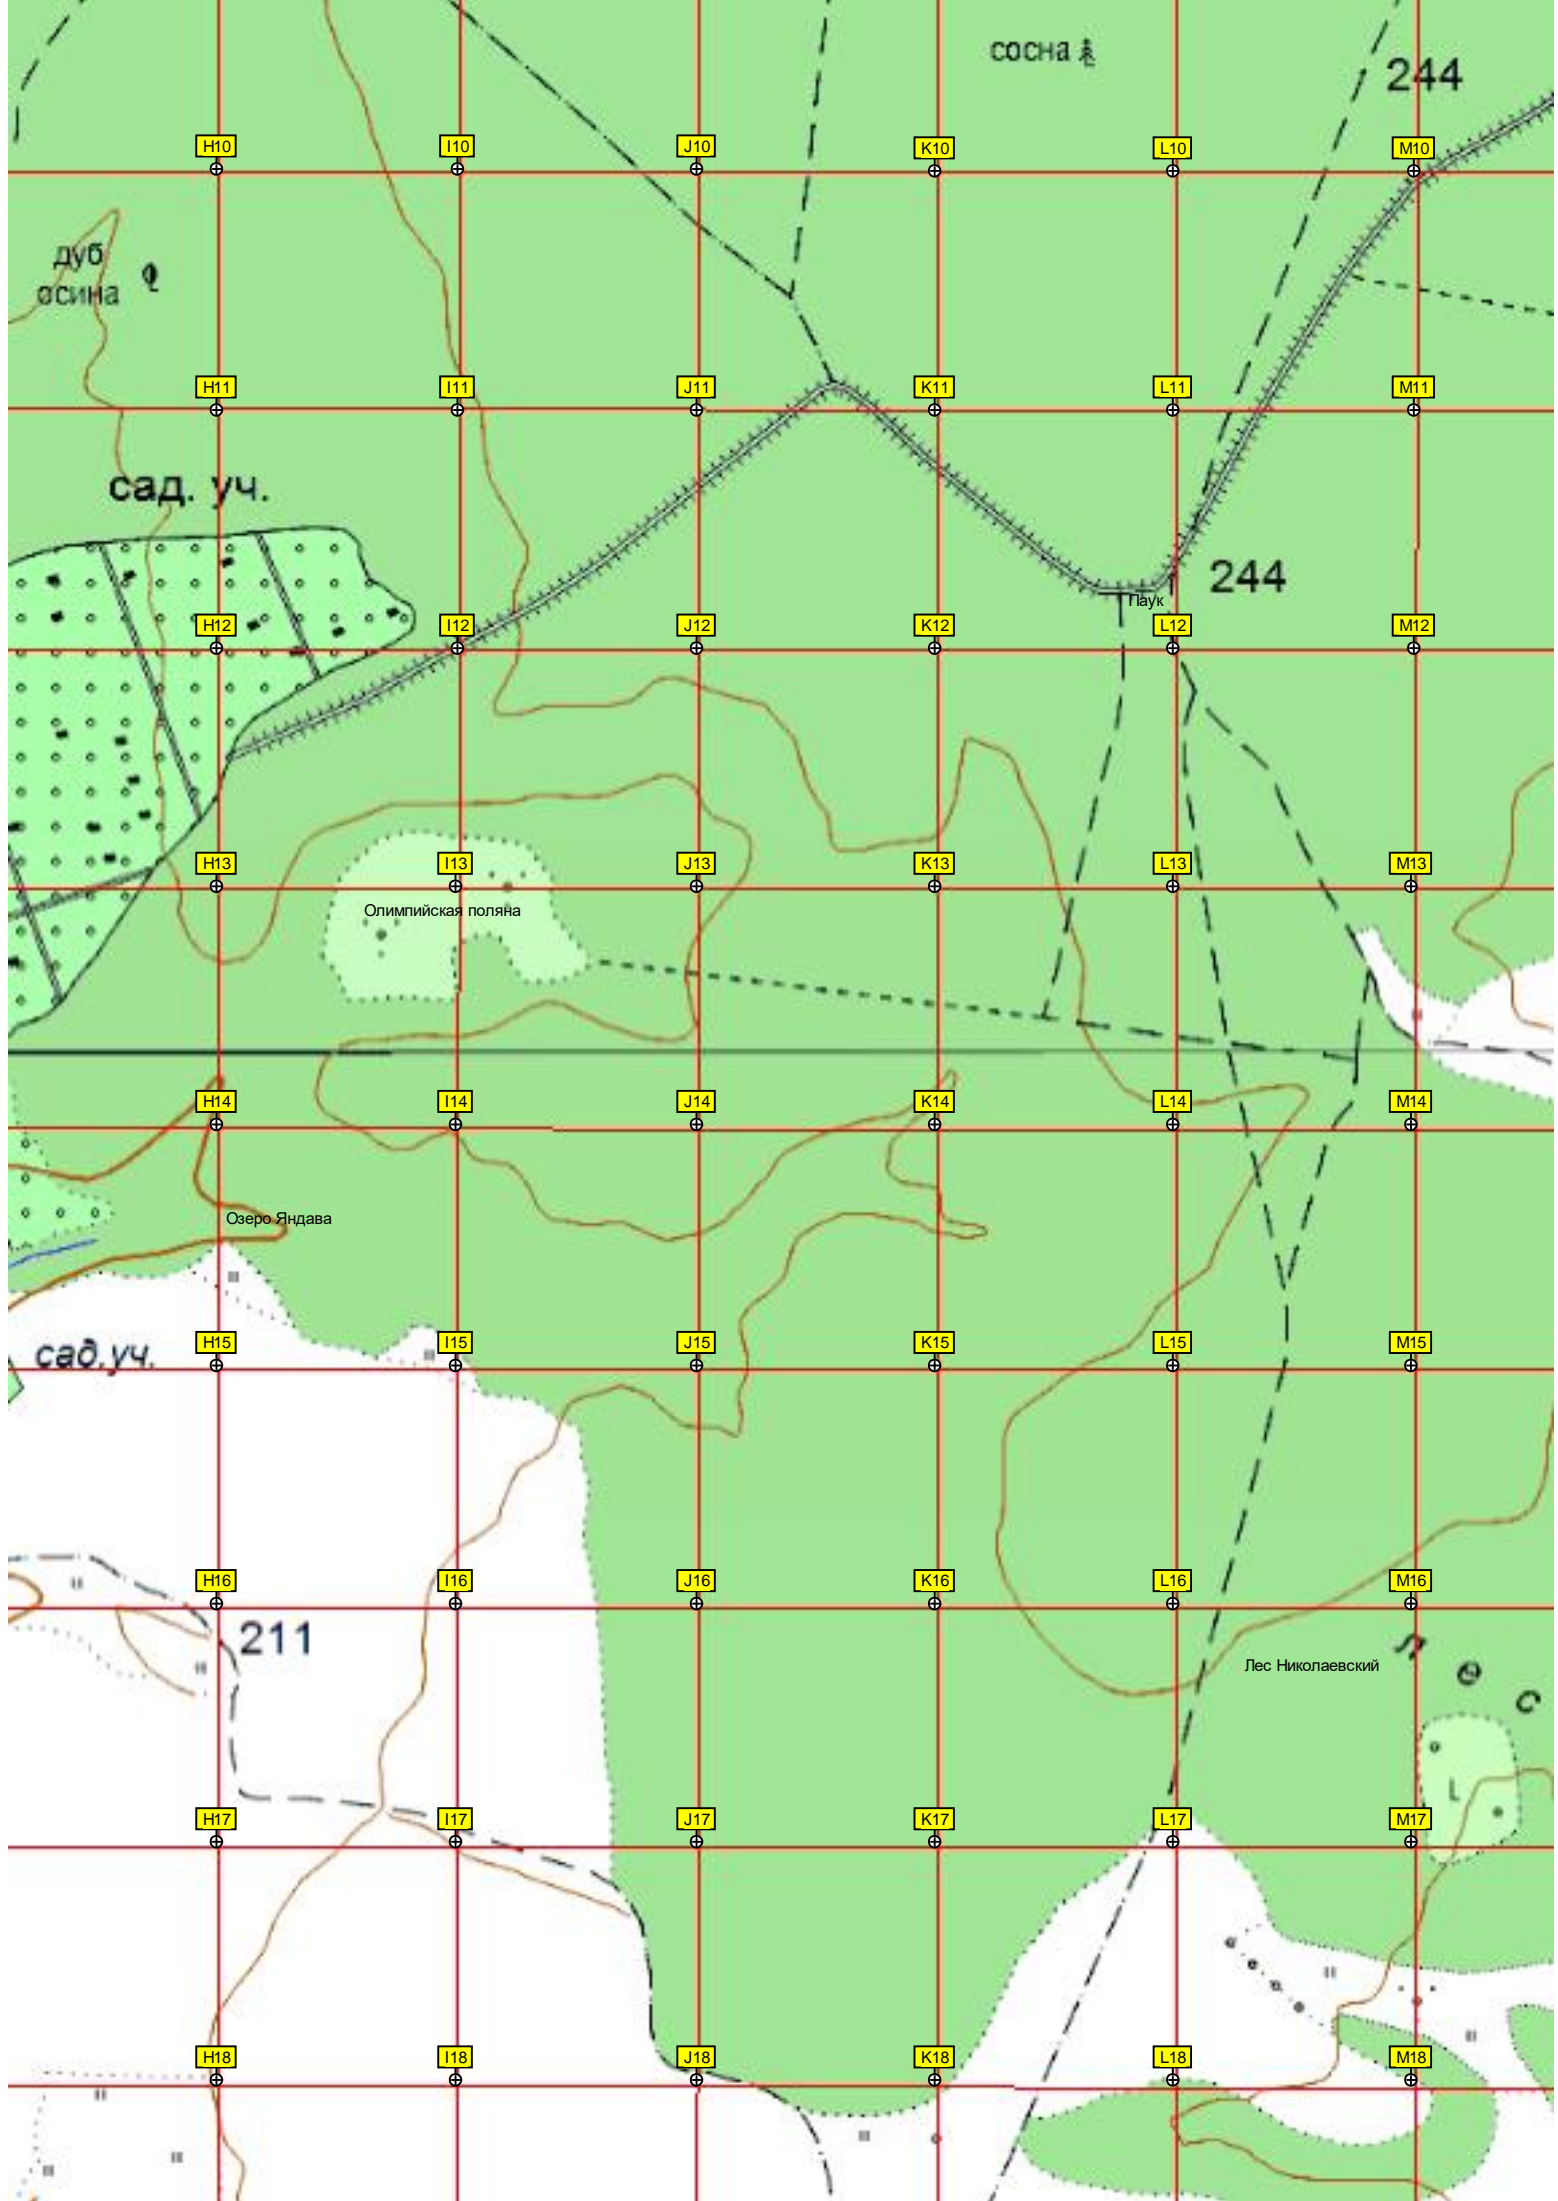 сосна
244
H10 I10 J10 K10 L10 M10
дуб
осина
H11 I11 J11 K11 L11 M11
сад. уч.
244
Паук
H12 I12 J12 K12 L12 M12
H13 I13 J13 K13 L13 M13
Олимпийская поляна
H14 I14 J14 K14 L14 M14
Озеро Яндава
сад.уч.
H15 I15 J15 K15 L15 M15
H16 I16 J16 K16 L16 M16
211
Лес Николаевский
л е с
H17 I17 J17 K17 L17 M17
H18 I18 J18 K18 L18 M18